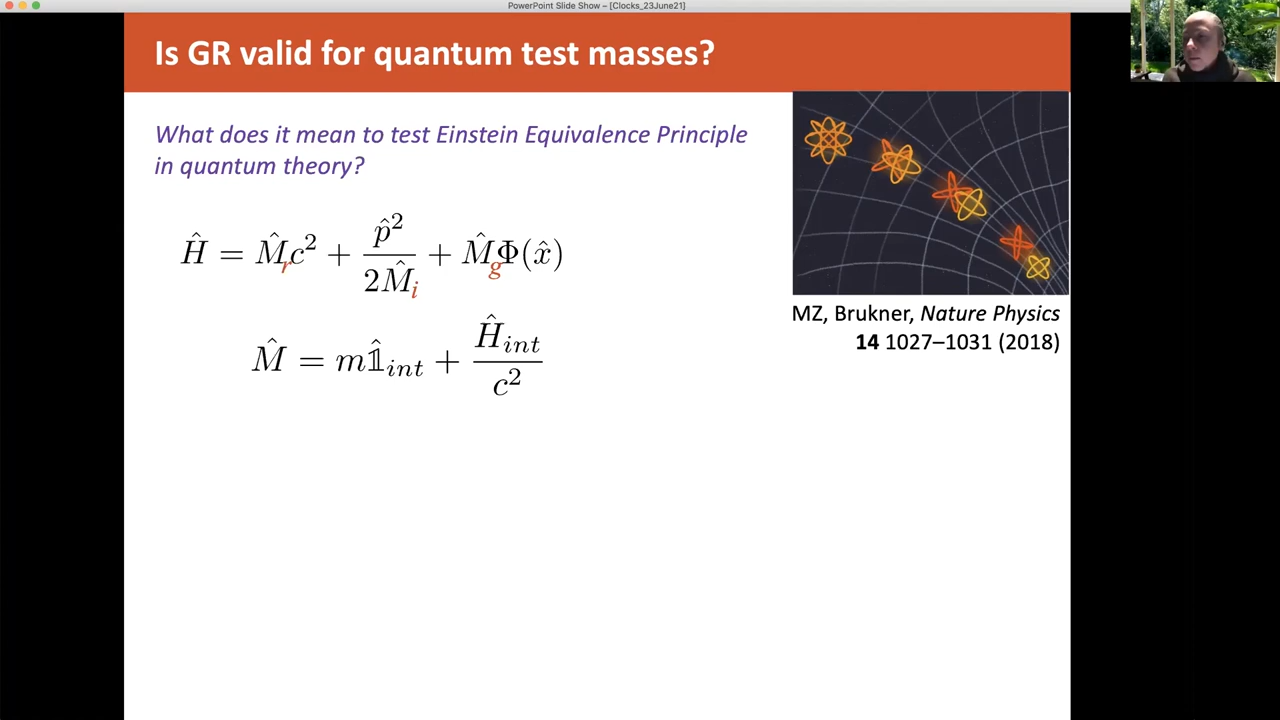 PowerPoint Slide Show – [Clocks_23June21]
Is GR valid for quantum test masses?
What does it mean to test Einstein Equivalence Principle
in quantum theory?
Ĥ = M̂_r c² + p̂² / 2M̂_i + M̂_g Φ(x̂)
M̂ = m 𝟙̂_int + Ĥ_int / c²
MZ, Brukner, Nature Physics
14 1027–1031 (2018)